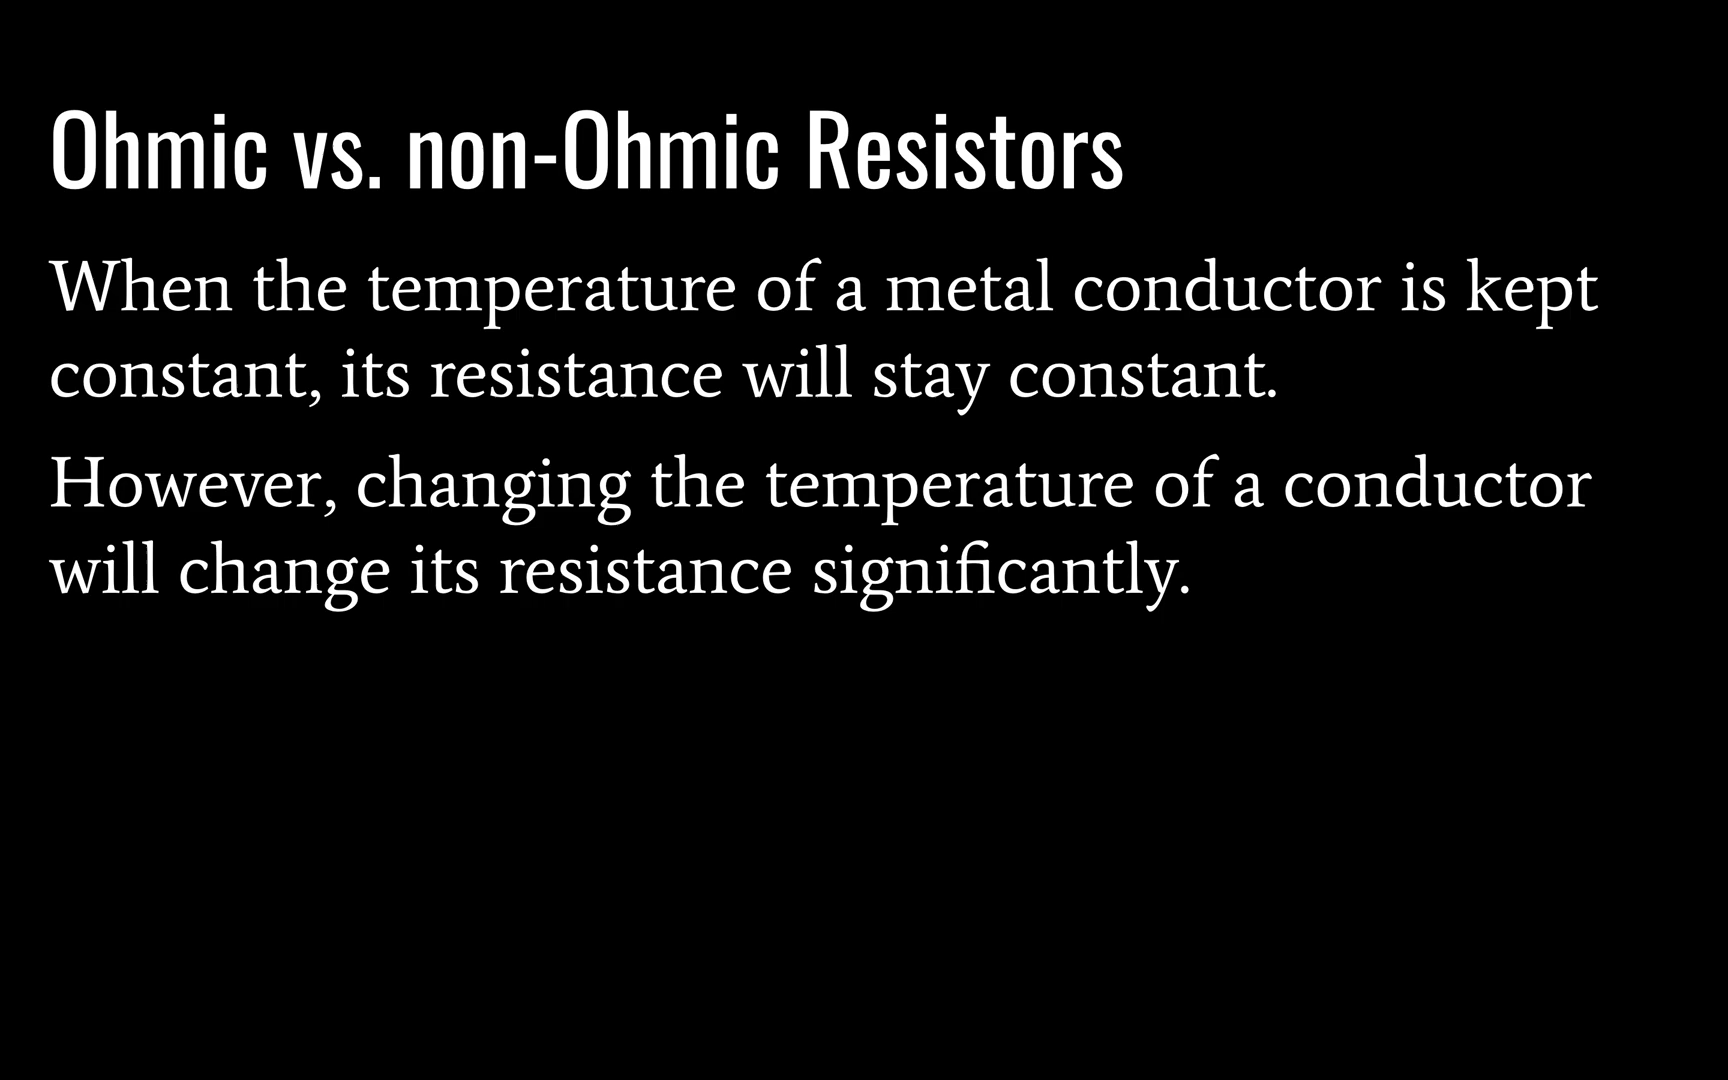 Ohmic vs. non-Ohmic Resistors
When the temperature of a metal conductor is kept
constant, its resistance will stay constant.
However, changing the temperature of a conductor
will change its resistance significantly.